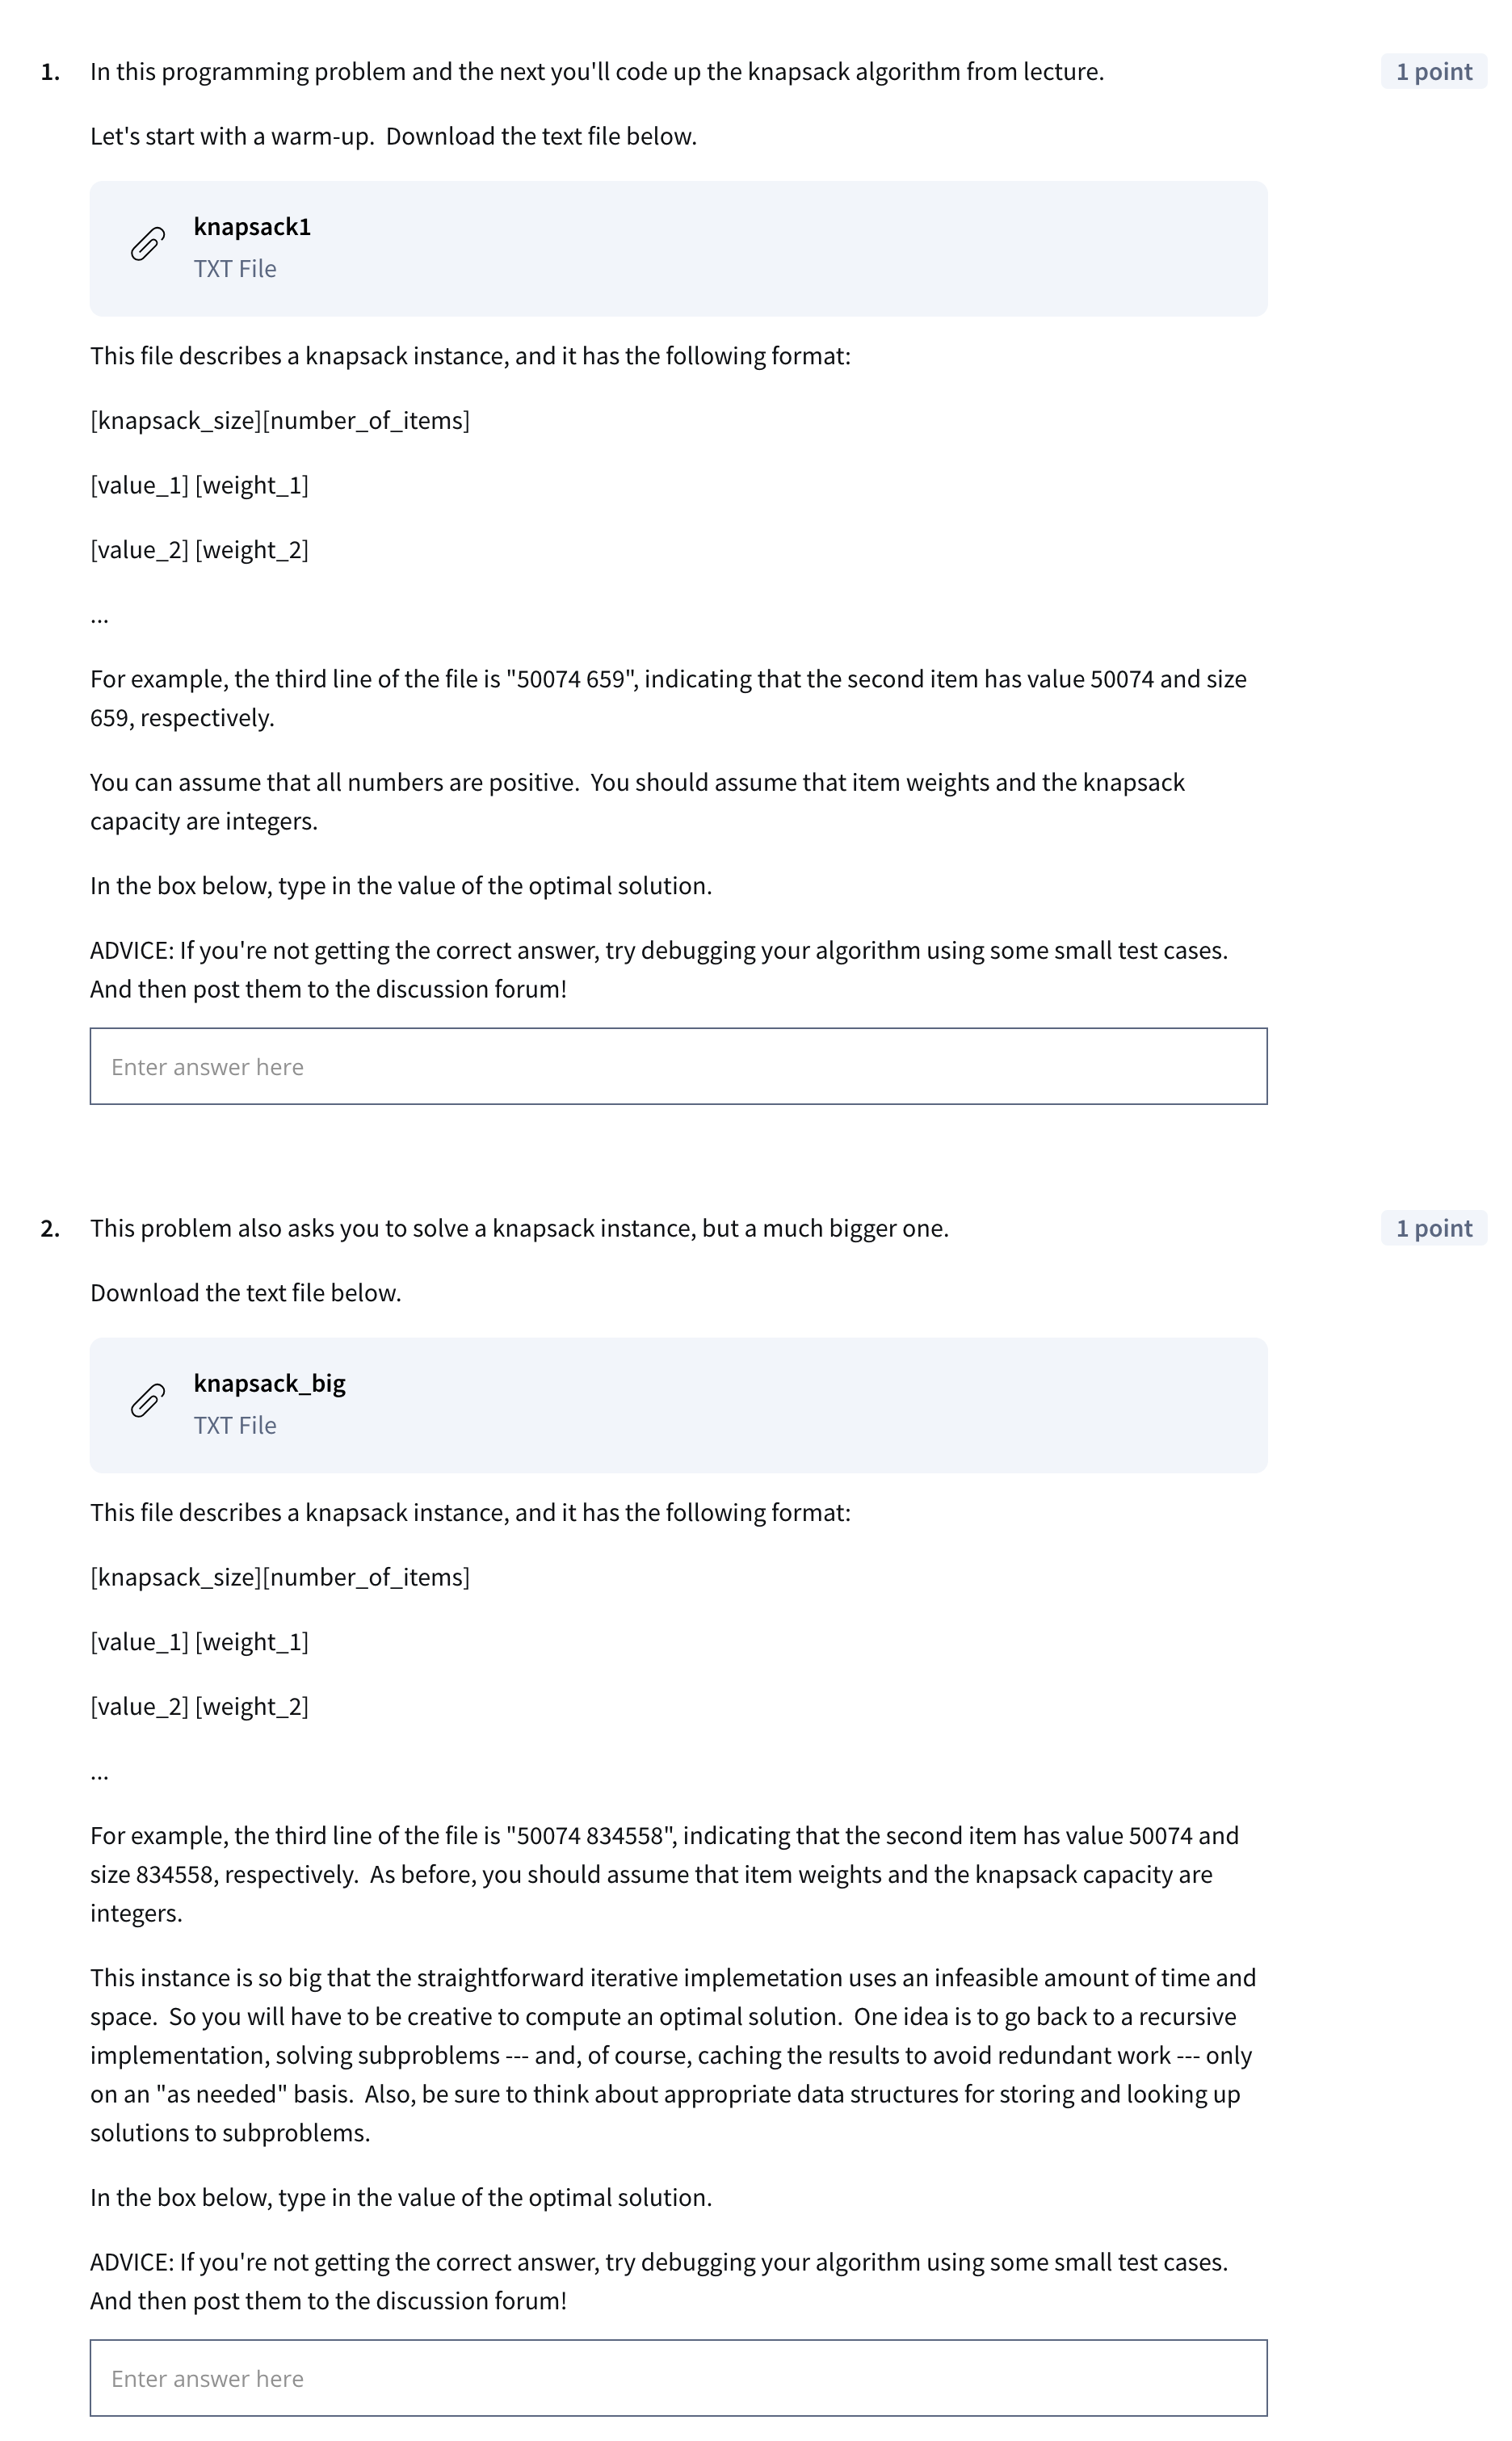 1. In this programming problem and the next you'll code up the knapsack algorithm from lecture.
1 point
Let's start with a warm-up.  Download the text file below.
knapsack1
TXT File
This file describes a knapsack instance, and it has the following format:
[knapsack_size][number_of_items]
[value_1] [weight_1]
[value_2] [weight_2]
...
For example, the third line of the file is "50074 659", indicating that the second item has value 50074 and size
659, respectively.
You can assume that all numbers are positive.  You should assume that item weights and the knapsack
capacity are integers.
In the box below, type in the value of the optimal solution.
ADVICE: If you're not getting the correct answer, try debugging your algorithm using some small test cases.
And then post them to the discussion forum!
Enter answer here
2. This problem also asks you to solve a knapsack instance, but a much bigger one.
1 point
Download the text file below.
knapsack_big
TXT File
This file describes a knapsack instance, and it has the following format:
[knapsack_size][number_of_items]
[value_1] [weight_1]
[value_2] [weight_2]
...
For example, the third line of the file is "50074 834558", indicating that the second item has value 50074 and
size 834558, respectively.  As before, you should assume that item weights and the knapsack capacity are
integers.
This instance is so big that the straightforward iterative implemetation uses an infeasible amount of time and
space.  So you will have to be creative to compute an optimal solution.  One idea is to go back to a recursive
implementation, solving subproblems --- and, of course, caching the results to avoid redundant work --- only
on an "as needed" basis.  Also, be sure to think about appropriate data structures for storing and looking up
solutions to subproblems.
In the box below, type in the value of the optimal solution.
ADVICE: If you're not getting the correct answer, try debugging your algorithm using some small test cases.
And then post them to the discussion forum!
Enter answer here